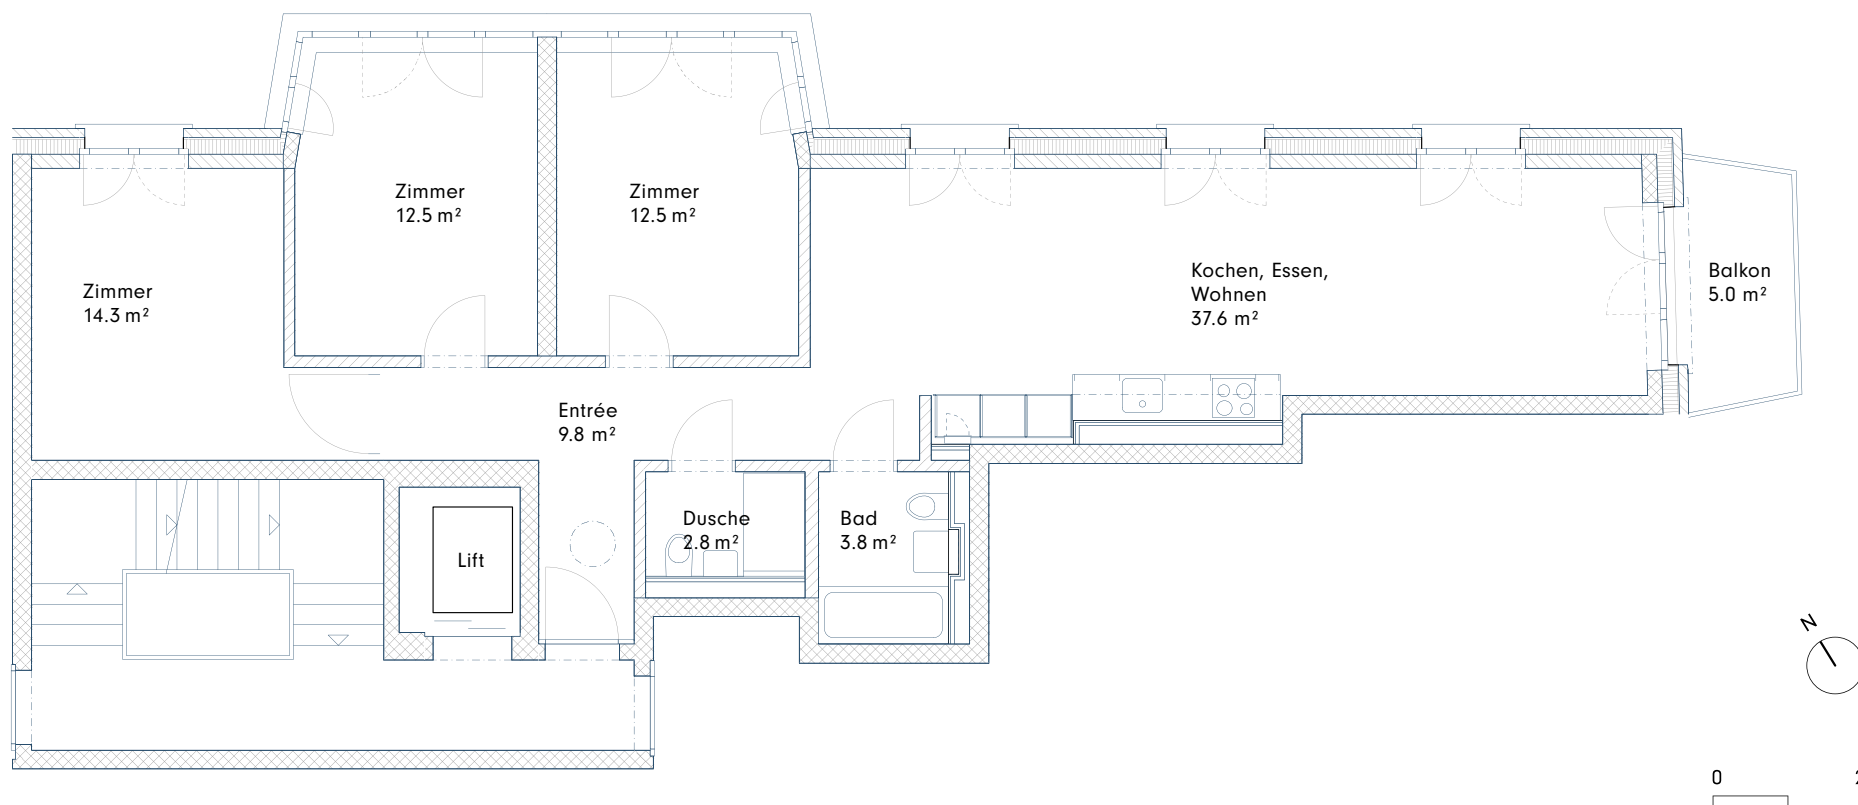 Zimmer
12.5 m²
Zimmer
12.5 m²
Zimmer
14.3 m²
Kochen, Essen,
Wohnen
37.6 m²
Balkon
5.0 m²
Entrée
9.8 m²
Dusche
2.8 m²
Bad
3.8 m²
Lift
N
0